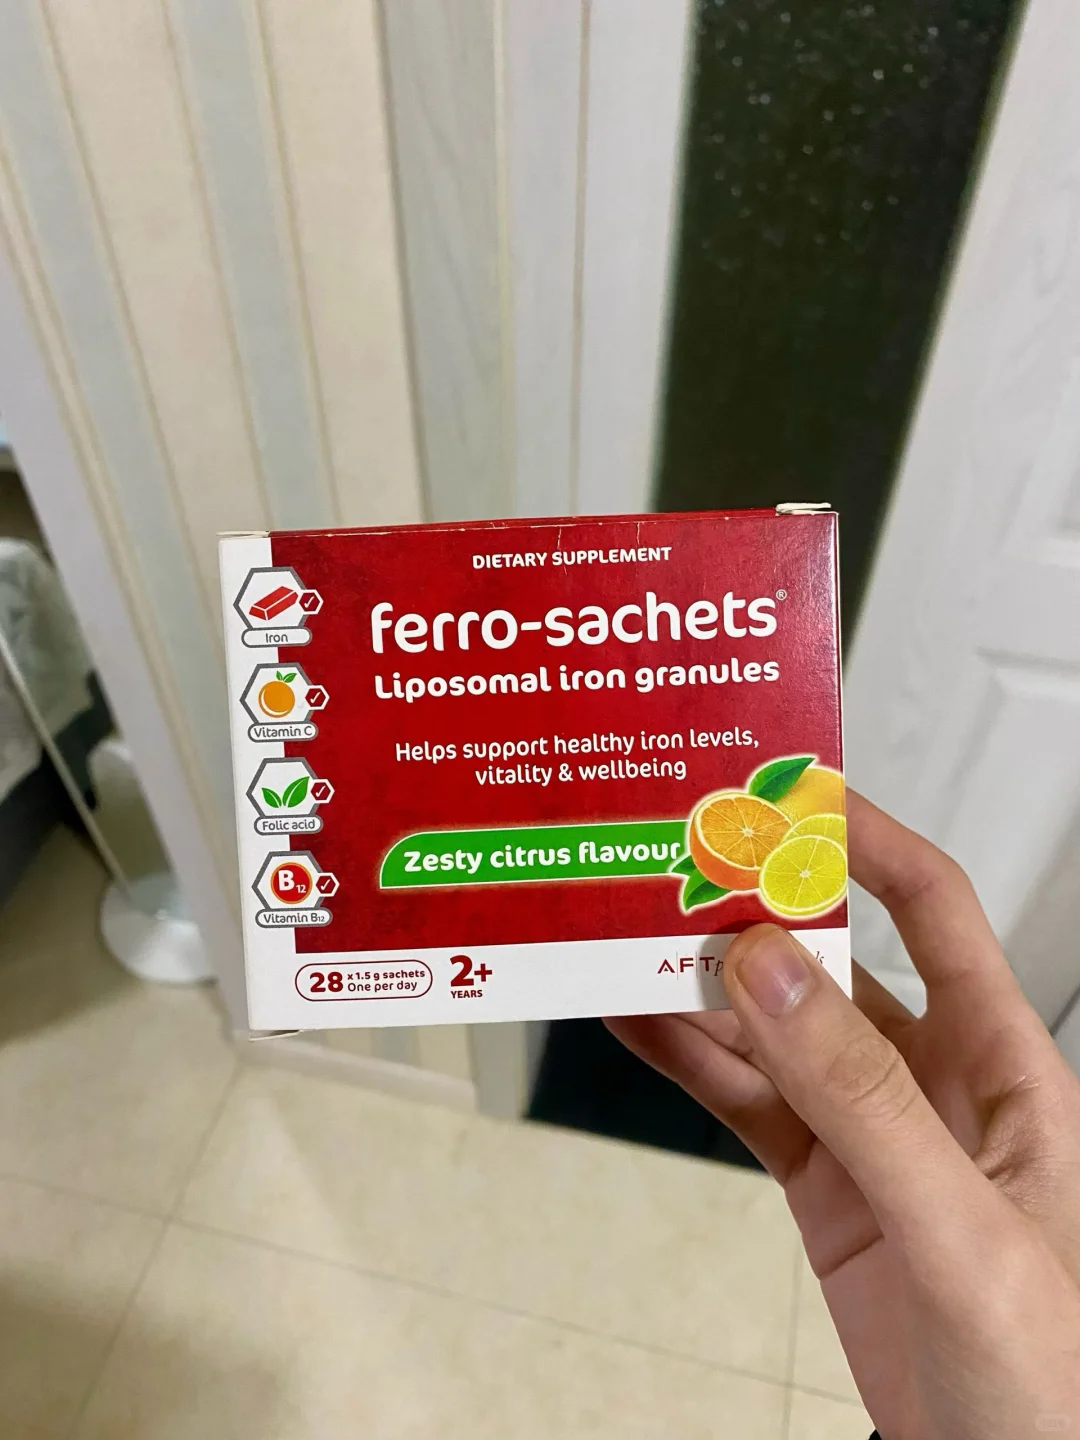 DIETARY SUPPLEMENT
ferro-sachets®
Liposomal iron granules
Helps support healthy iron levels,
vitality & wellbeing
Zesty citrus flavour
Iron
Vitamin C
Folic acid
B12
Vitamin B12
28 x 1.5 g sachets
One per day
2+
YEARS
AFT